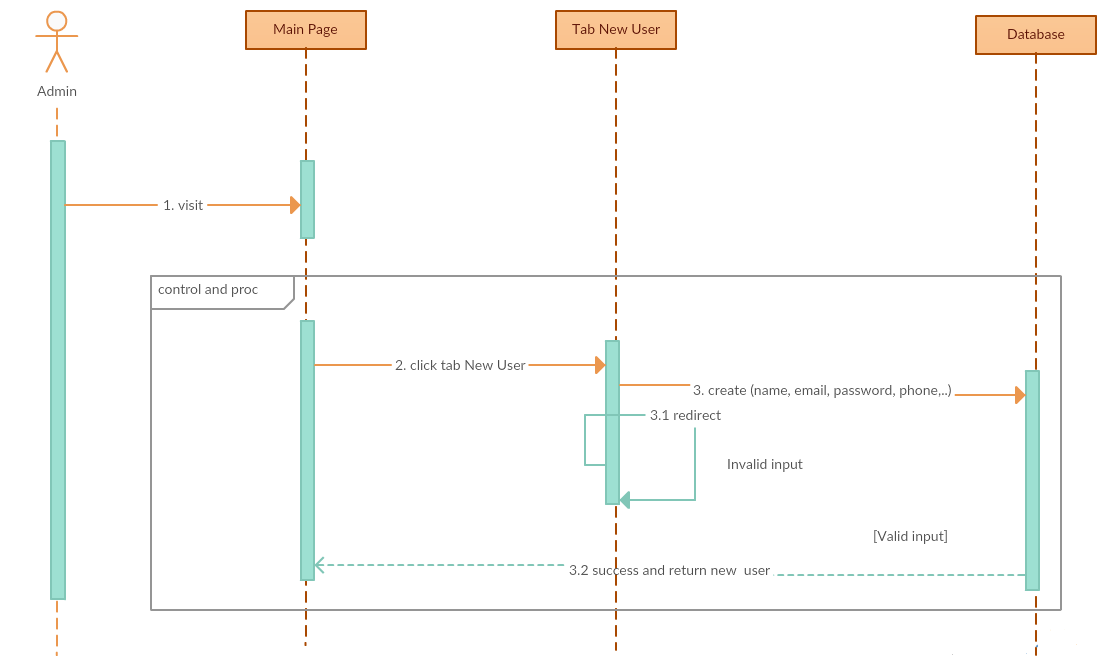 Main Page
Tab New User
Database
Admin
1. visit
control and proc
2. click tab New User
3. create (name, email, password, phone,..)
3.1 redirect
Invalid input
[Valid input]
3.2 success and return new  user